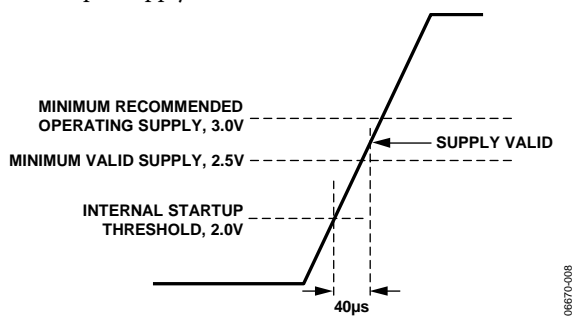 MINIMUM RECOMMENDED
OPERATING SUPPLY, 3.0V
SUPPLY VALID
MINIMUM VALID SUPPLY, 2.5V
INTERNAL STARTUP
THRESHOLD, 2.0V
40µs
06670-008